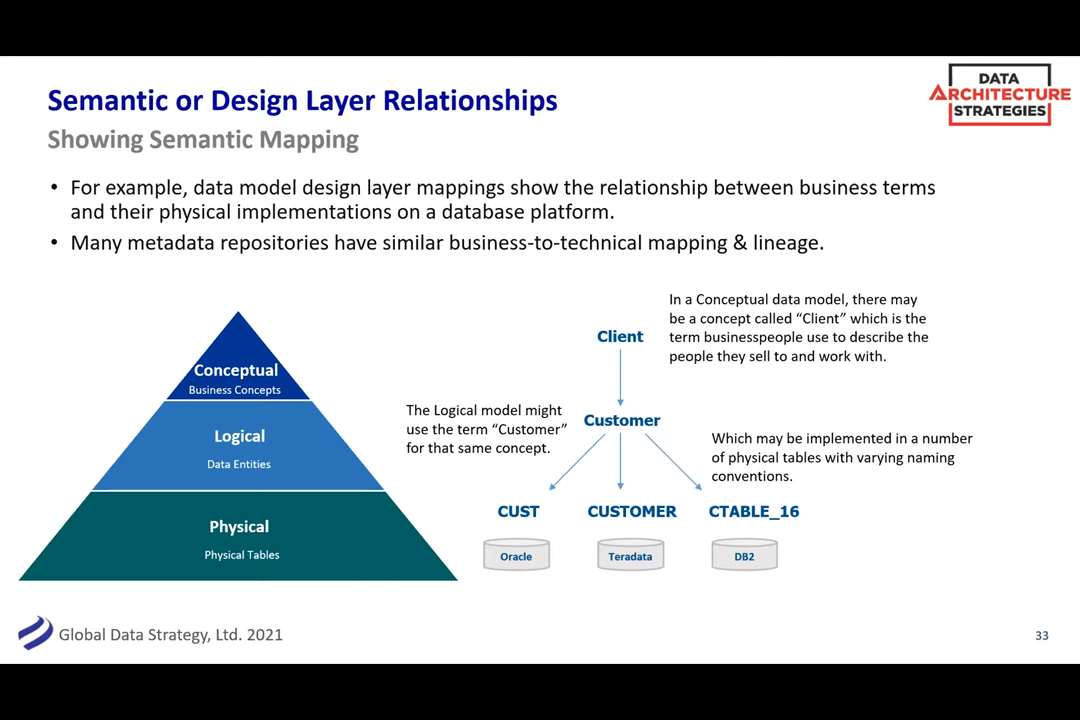 Semantic or Design Layer Relationships
Showing Semantic Mapping
DATA
ARCHITECTURE
STRATEGIES
• For example, data model design layer mappings show the relationship between business terms
and their physical implementations on a database platform.
• Many metadata repositories have similar business-to-technical mapping & lineage.
Conceptual
Business Concepts
Logical
Data Entities
Physical
Physical Tables
In a Conceptual data model, there may
be a concept called “Client” which is the
term businesspeople use to describe the
people they sell to and work with.
Client
The Logical model might
use the term “Customer”
for that same concept.
Customer
Which may be implemented in a number
of physical tables with varying naming
conventions.
CUST
CUSTOMER
CTABLE_16
Oracle
Teradata
DB2
Global Data Strategy, Ltd. 2021
33